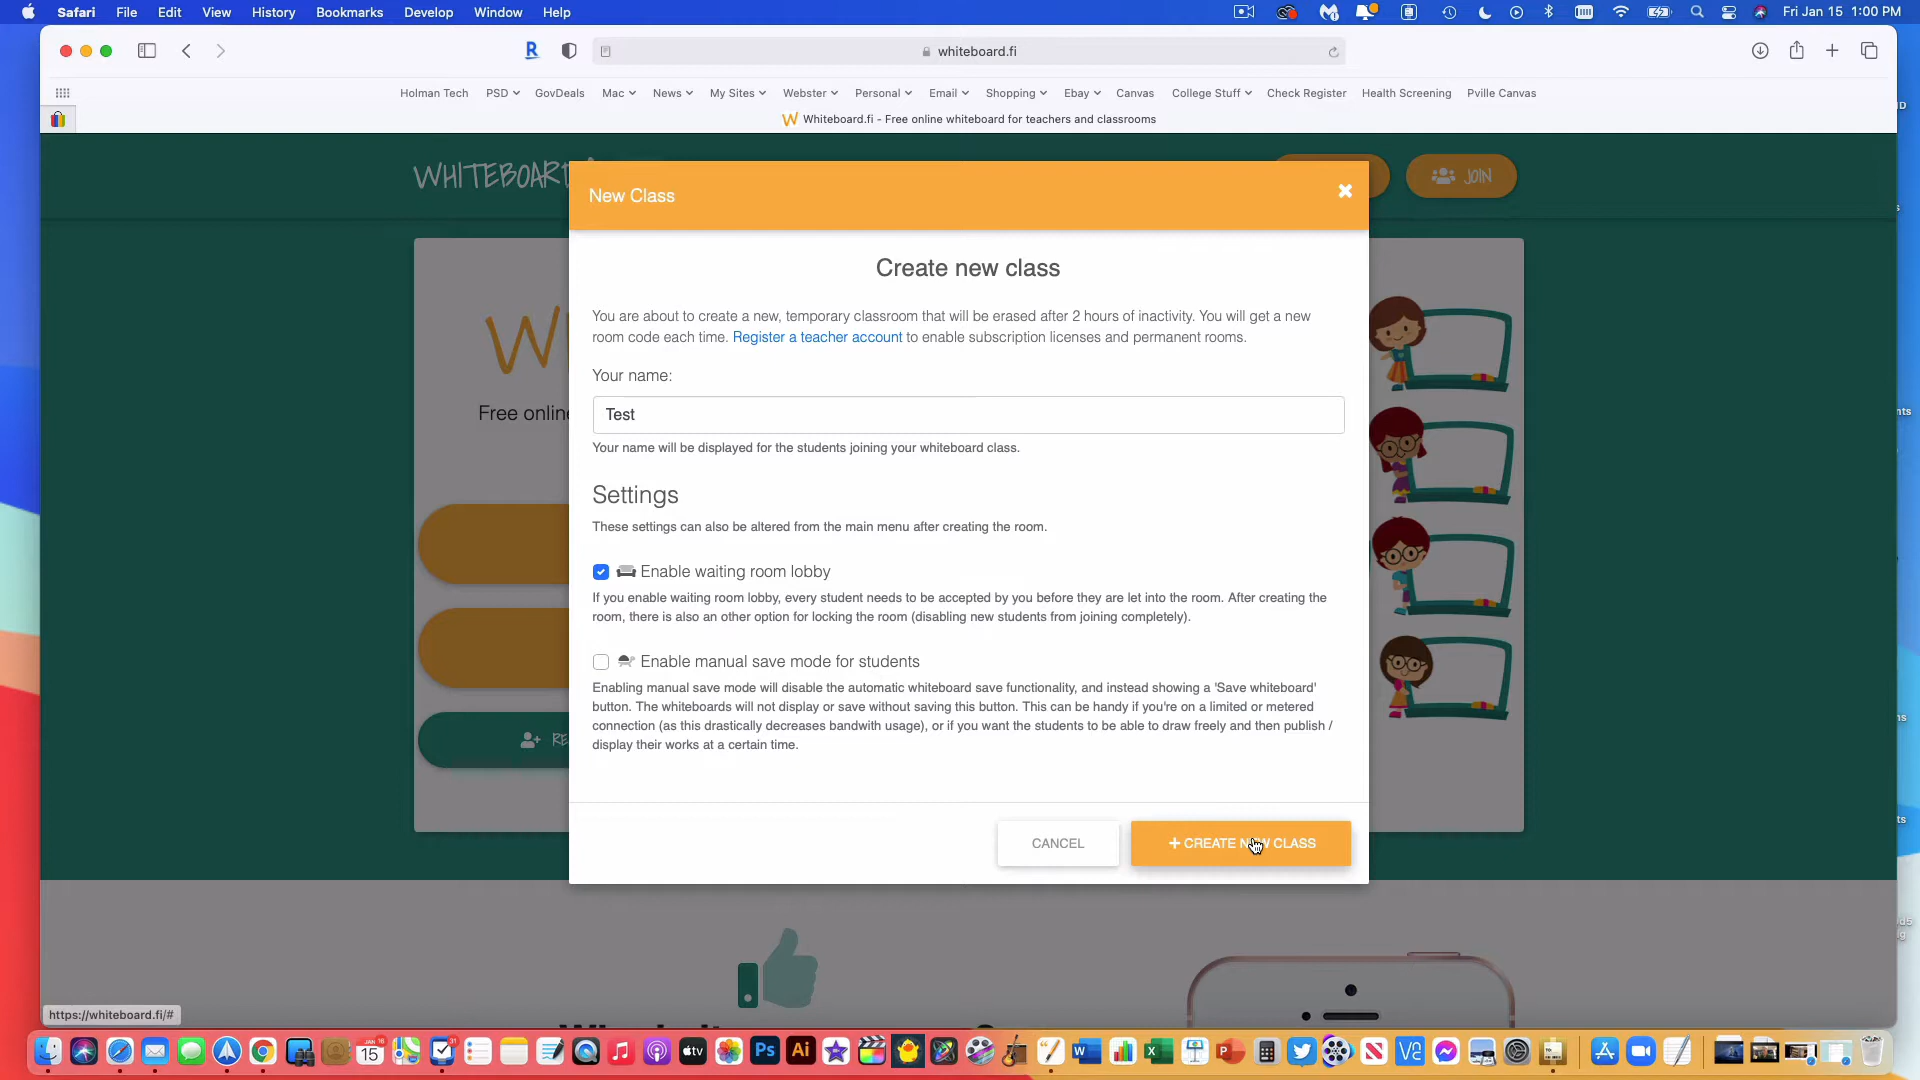 Safari File Edit View History Bookmarks Develop Window Help
Fri Jan 15 1:00 PM
whiteboard.fi
Holman Tech PSD GovDeals Mac News My Sites Webster Personal Email Shopping Ebay Canvas College Stuff Check Register Health Screening Pville Canvas
Whiteboard.fi - Free online whiteboard for teachers and classrooms
WHITEBOARD
JOIN
New Class
Create new class
You are about to create a new, temporary classroom that will be erased after 2 hours of inactivity. You will get a new
room code each time. Register a teacher account to enable subscription licenses and permanent rooms.
Your name:
Test
Free online
Your name will be displayed for the students joining your whiteboard class.
Settings
These settings can also be altered from the main menu after creating the room.
Enable waiting room lobby
If you enable waiting room lobby, every student needs to be accepted by you before they are let into the room. After creating the
room, there is also an other option for locking the room (disabling new students from joining completely).
Enable manual save mode for students
Enabling manual save mode will disable the automatic whiteboard save functionality, and instead showing a 'Save whiteboard'
button. The whiteboards will not display or save without saving this button. This can be handy if you're on a limited or metered
connection (as this drastically decreases bandwith usage), or if you want the students to be able to draw freely and then publish /
display their works at a certain time.
CANCEL
+ CREATE NEW CLASS
https://whiteboard.fi/#